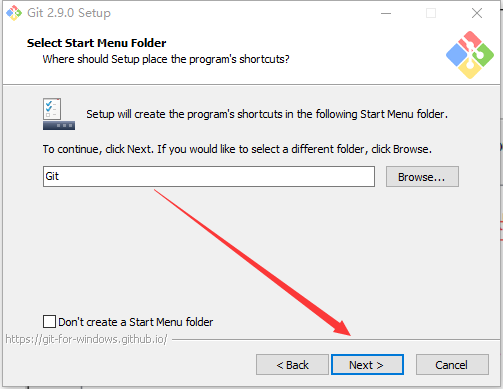 Git 2.9.0 Setup
Select Start Menu Folder
Where should Setup place the program's shortcuts?
Setup will create the program's shortcuts in the following Start Menu folder.
To continue, click Next. If you would like to select a different folder, click Browse.
Git
Browse...
Don't create a Start Menu folder
https://git-for-windows.github.io/
< Back
Next >
Cancel